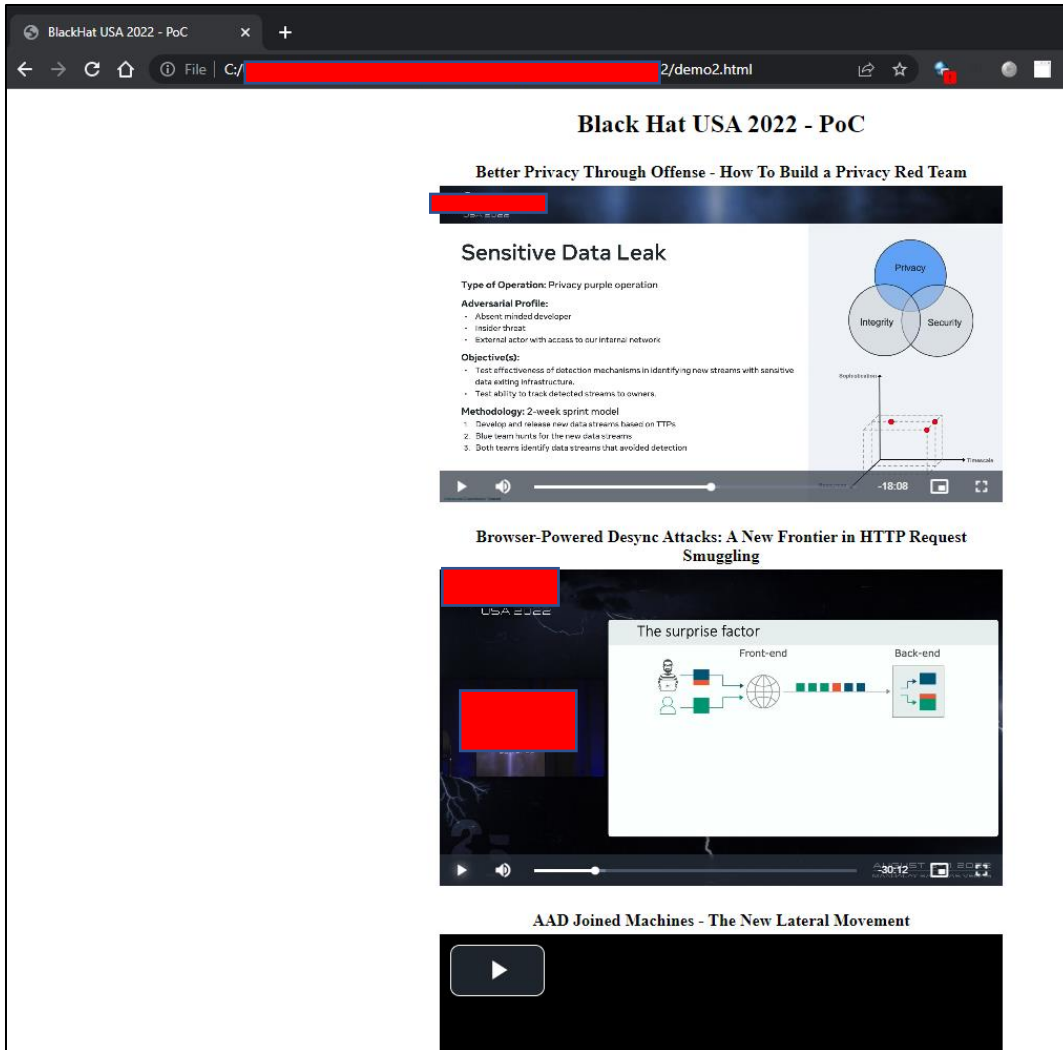 BlackHat USA 2022 - PoC
File C:/ 2/demo2.html
Black Hat USA 2022 - PoC
Better Privacy Through Offense - How To Build a Privacy Red Team
USA 2022
Sensitive Data Leak
Type of Operation: Privacy purple operation
Adversarial Profile:
Absent minded developer
Insider threat
External actor with access to our internal network
Objective(s):
Test effectiveness of detection mechanisms in identifying new streams with sensitive
data exiting infrastructure.
Test ability to track detected streams to owners.
Methodology: 2-week sprint model
1. Develop and release new data streams based on TTPs
2. Blue team hunts for the new data streams
3. Both teams identify data streams that avoided detection
Privacy
Integrity
Security
Sophistication
Timescale
-18:08
Browser-Powered Desync Attacks: A New Frontier in HTTP Request
Smuggling
USA 2022
The surprise factor
Front-end
Back-end
25
AUGUST
-30:12
AAD Joined Machines - The New Lateral Movement